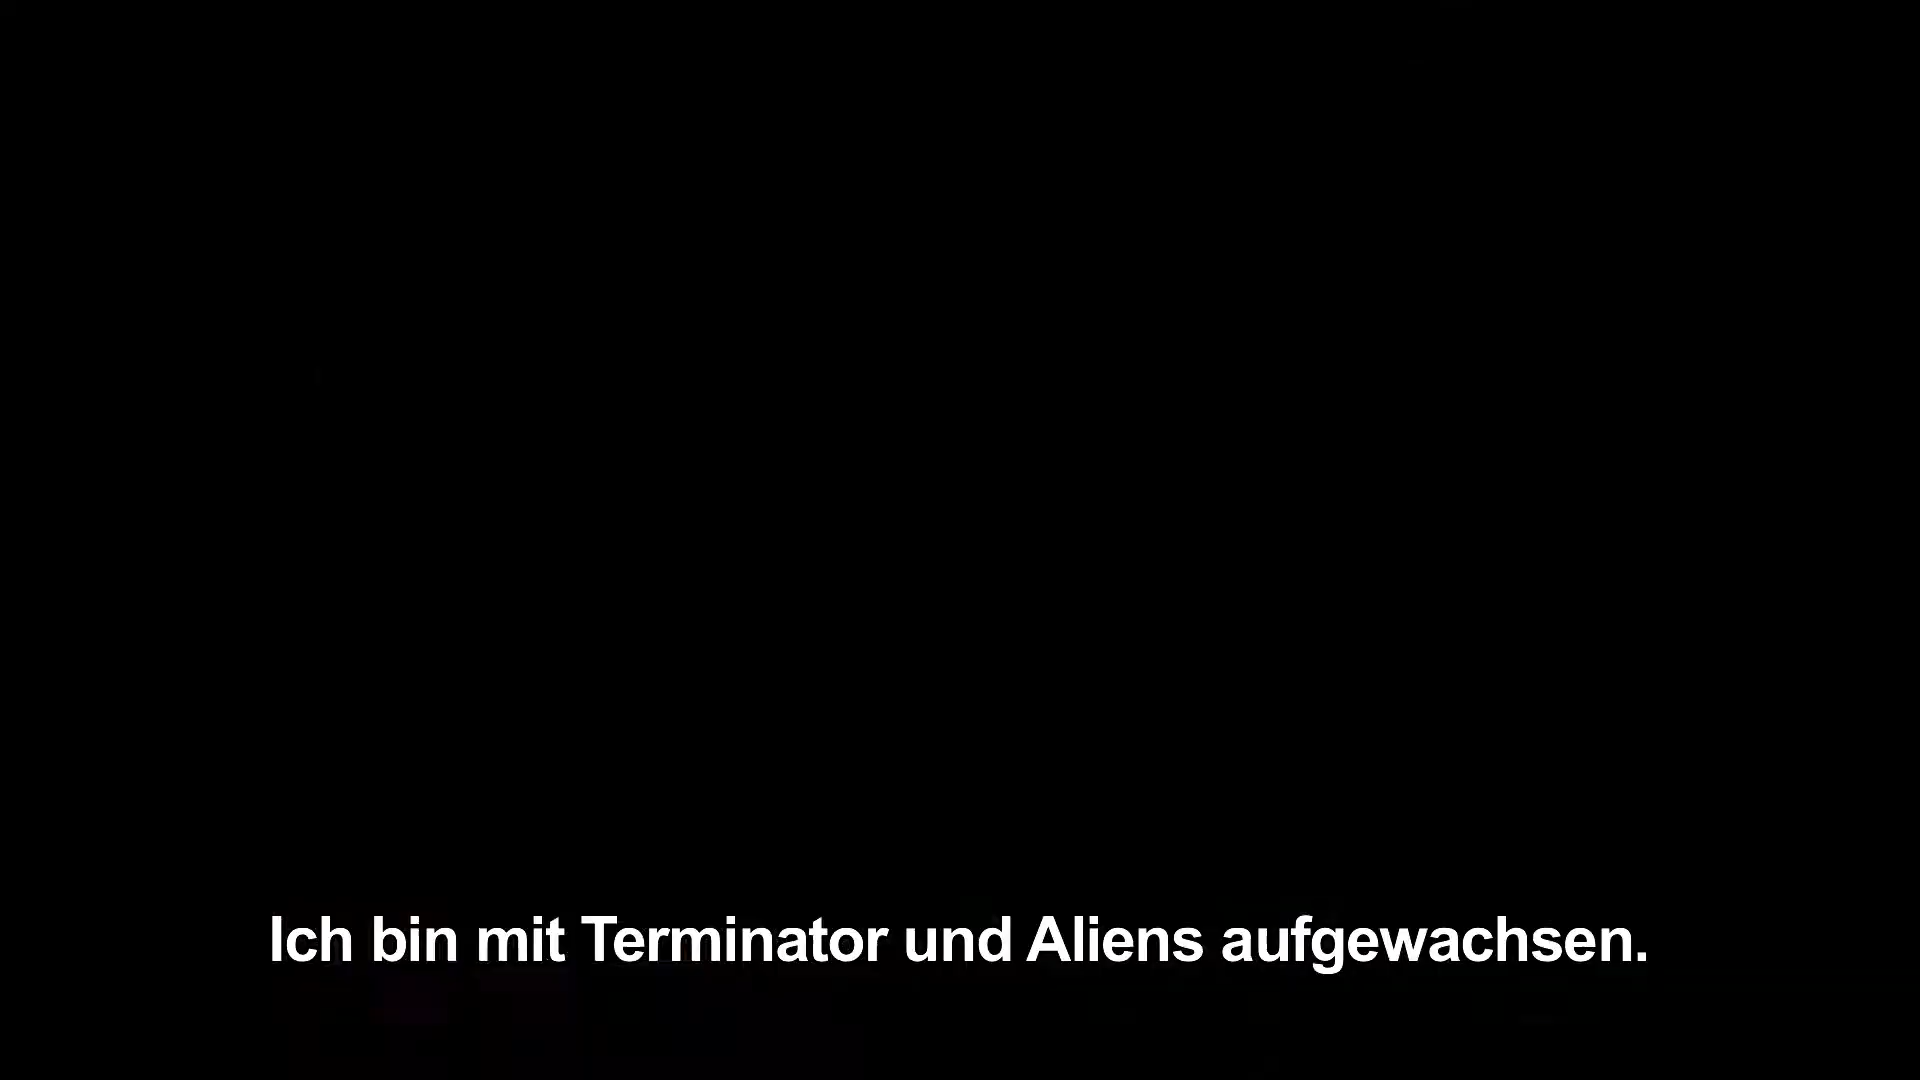 Ich bin mit Terminator und Aliens aufgewachsen.